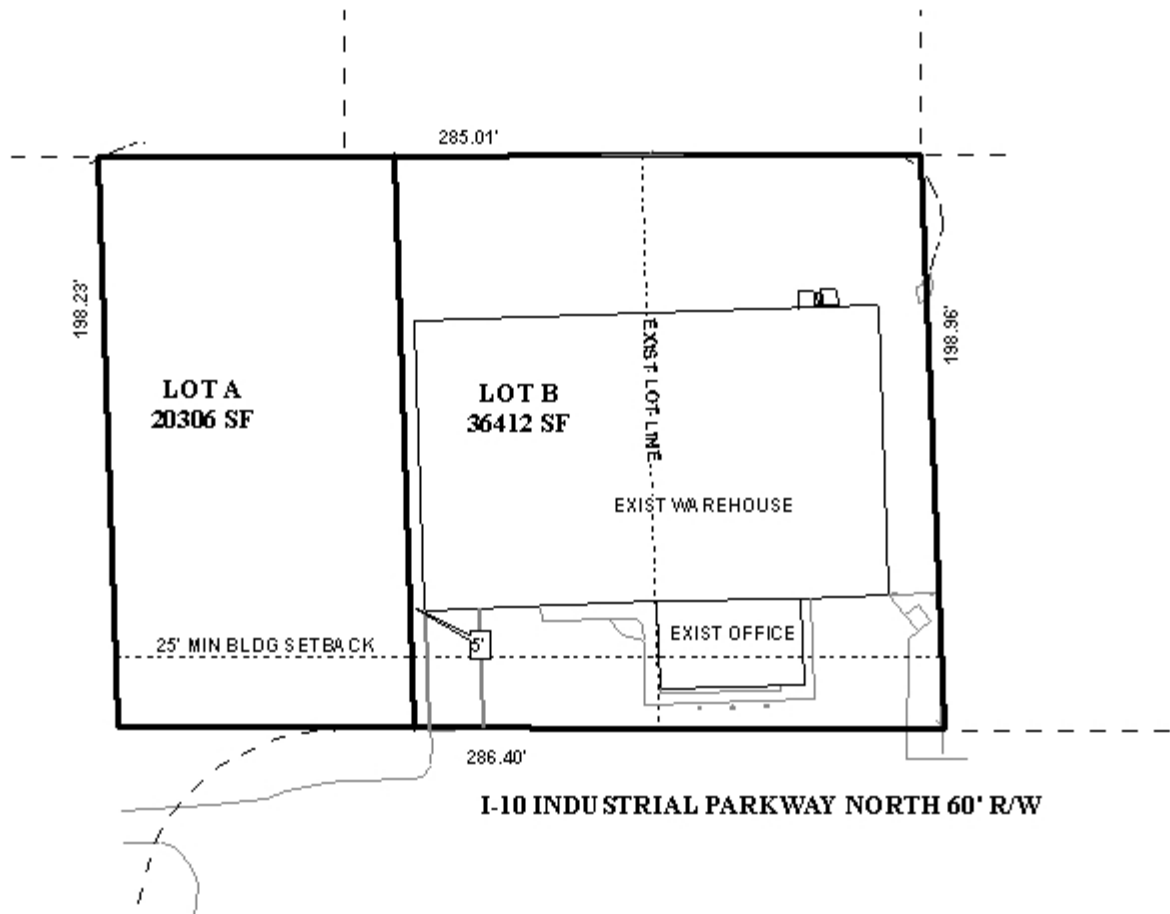 285.01'
198.23'
198.96'
EXIST LOT LINE
LOT A
20306 SF
LOT B
36412 SF
EXIST WAREHOUSE
EXIST OFFICE
25' MIN BLDG SETBACK
5'
286.40'
I-10 INDUSTRIAL PARKWAY NORTH 60' R/W